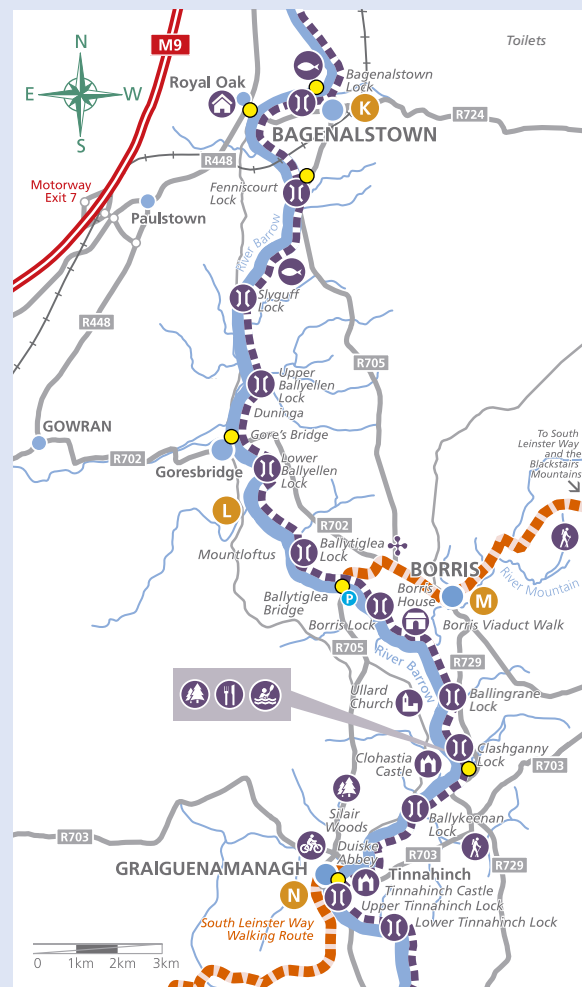 M9
N
E
W
S
Toilets
Royal Oak
Bagenalstown
Lock
K
R724
BAGENALSTOWN
R448
Motorway
Exit 7
Fenniscourt
Lock
Paulstown
River Barrow
Slyguff
Lock
R448
R705
Upper
Ballyellen
Lock
Duninga
GOWRAN
Gore's Bridge
R702
Goresbridge
Lower
Ballyellen
Lock
To South
Leinster Way
and the
Blackstairs
Mountains
L
R702
Mountloftus
Ballytiglea
Lock
BORRIS
River Mountain
Ballytiglea
Bridge
P
Borris
House
M
Borris Lock
Borris Viaduct Walk
R705
River Barrow
R729
Ullard
Church
Ballingrane
Lock
Clashganny
Lock
Clohastia
Castle
R703
Silair
Woods
Ballykeenan
Lock
R703
Duiske
Abbey
R703
R729
GRAIGUENAMANAGH
Tinnahinch
Tinnahinch Castle
N
Upper Tinnahinch Lock
South Leinster Way
Walking Route
Lower Tinnahinch Lock
0 1km 2km 3km